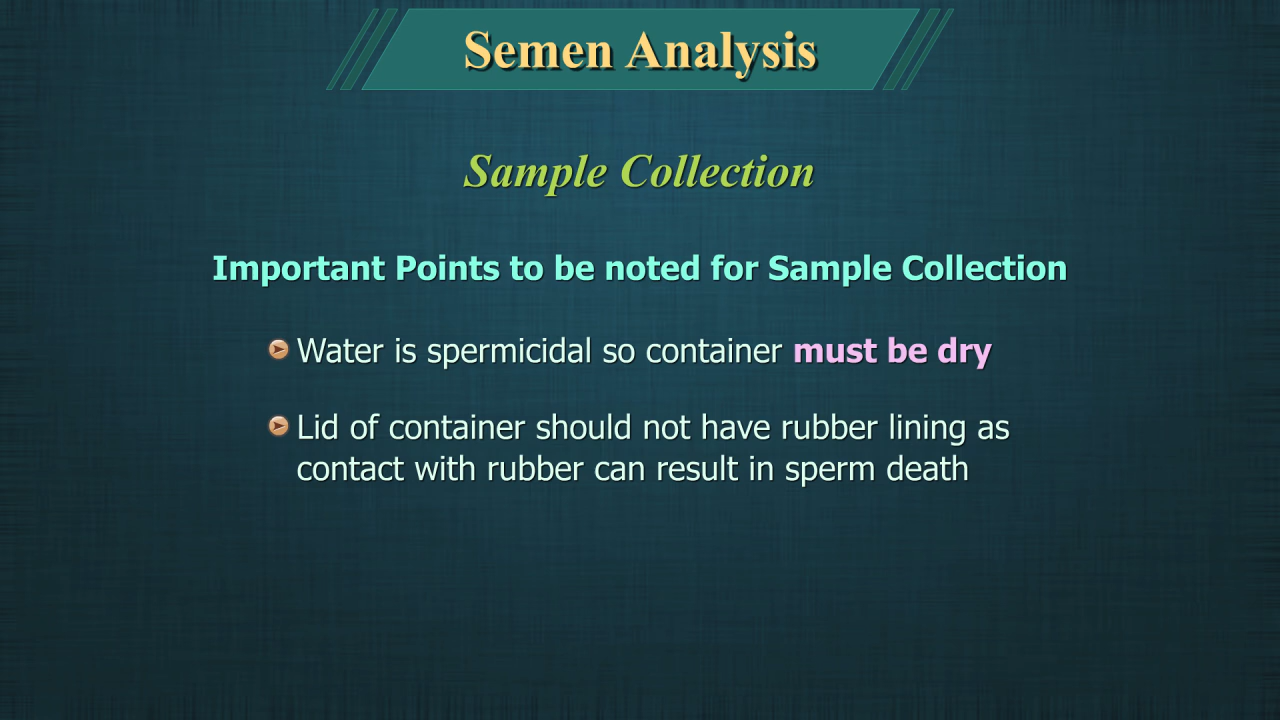 Semen Analysis
Sample Collection
Important Points to be noted for Sample Collection
Water is spermicidal so container must be dry
Lid of container should not have rubber lining as
contact with rubber can result in sperm death